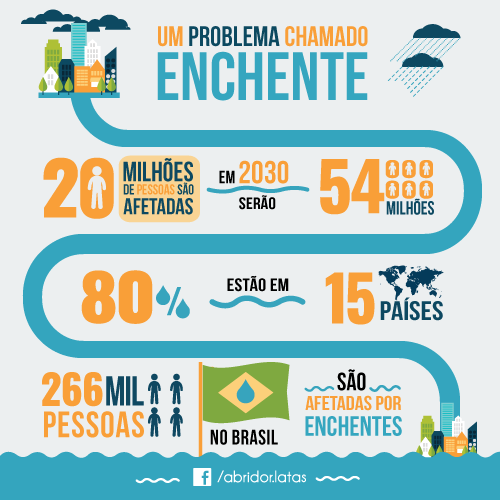 UM PROBLEMA CHAMADO
ENCHENTE
20 MILHÕES
DE PESSOAS SÃO
AFETADAS
EM 2030
SERÃO
54
MILHÕES
80%
ESTÃO EM
15 PAÍSES
266 MIL
PESSOAS
NO BRASIL
SÃO
AFETADAS POR
ENCHENTES
f /abridor.latas